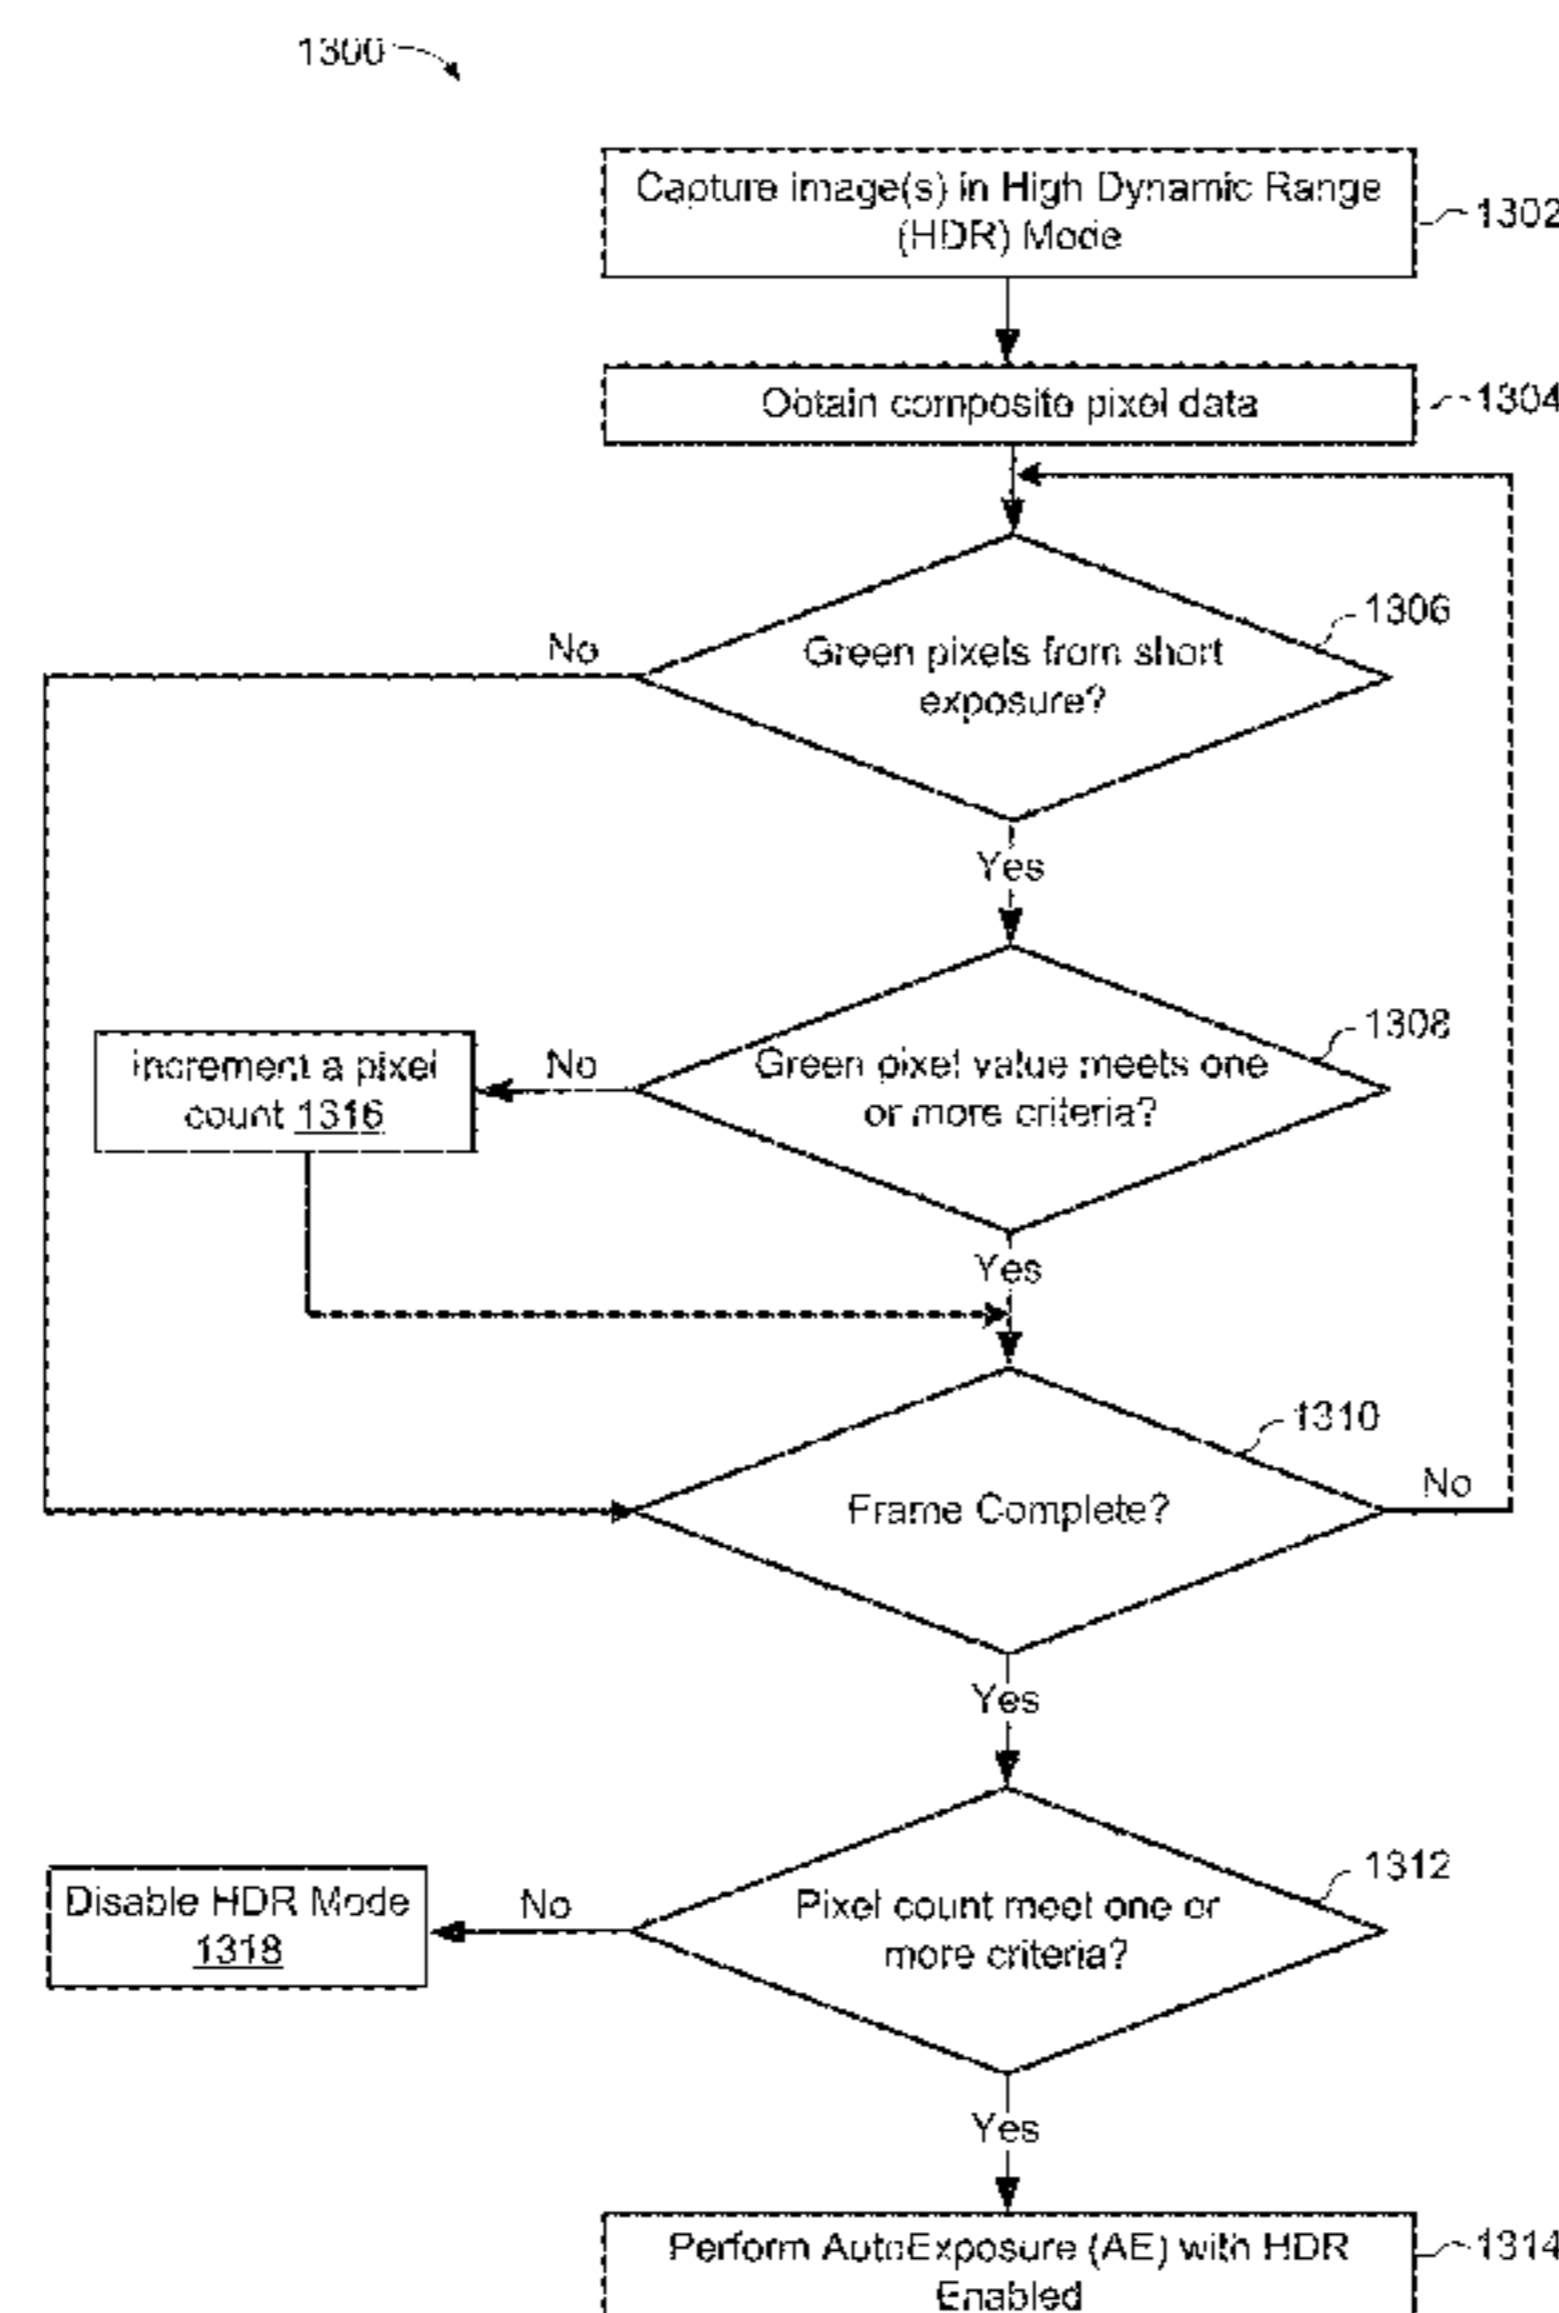 1300
Capture image(s) in High Dynamic Range
(HDR) Mode
1302
Obtain composite pixel data
1304
Green pixels from short
exposure?
1306
No
Yes
Green pixel value meets one
or more criteria?
1308
No
Increment a pixel
count 1316
Yes
Frame Complete?
1310
No
Yes
Pixel count meet one or
more criteria?
1312
No
Disable HDR Mode
1318
Yes
Perform AutoExposure (AE) with HDR
Enabled
1314